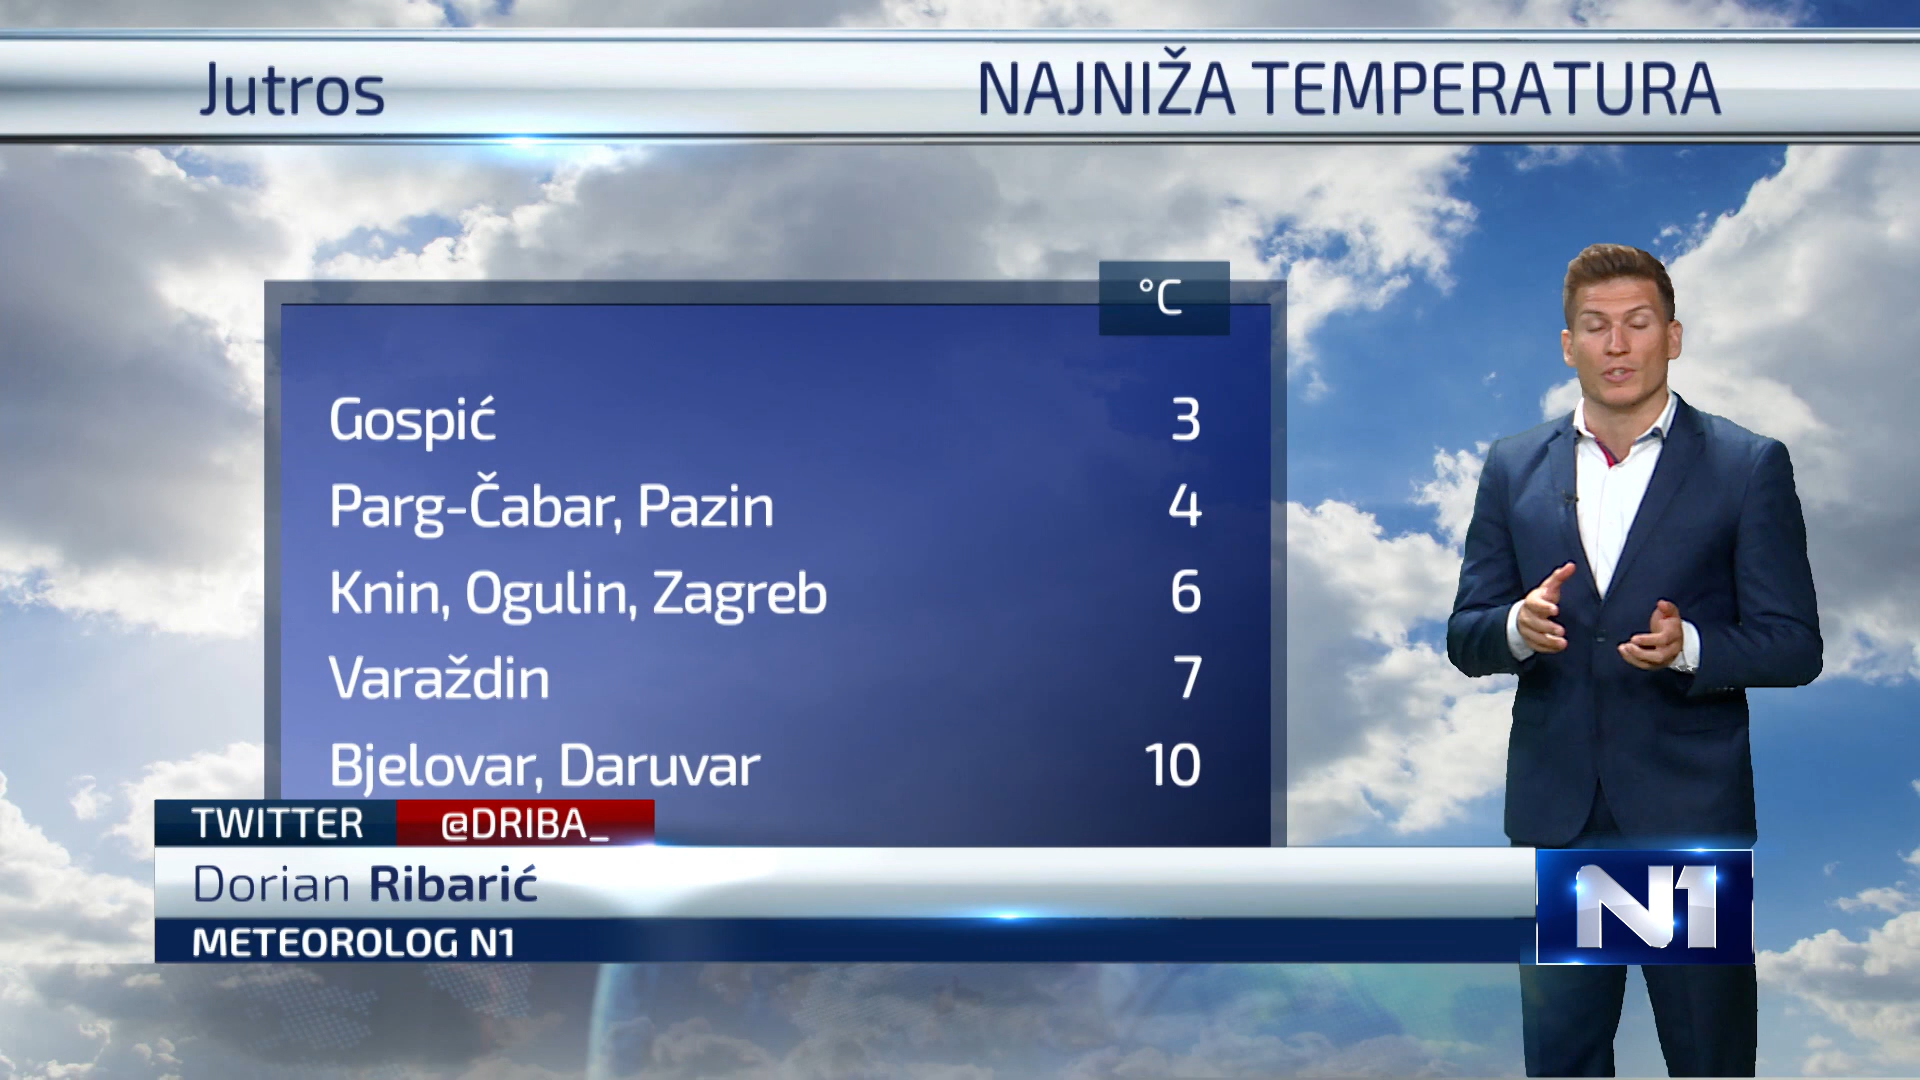 Jutros NAJNIŽA TEMPERATURA
°C
Gospić 3
Parg-Čabar, Pazin 4
Knin, Ogulin, Zagreb 6
Varaždin 7
Bjelovar, Daruvar 10
TWITTER @DRIBA_
Dorian Ribarić
METEOROLOG N1
N1